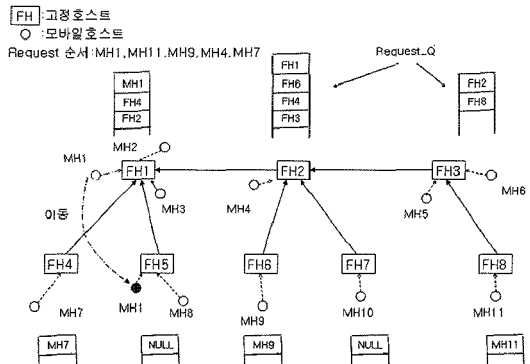 FH :고정호스트
:모바일호스트
Request 순서:MH1,MH11,MH9,MH4,MH7
Request_Q
MH1
FH4
FH2
FH1
FH6
FH4
FH3
FH2
FH8
MH2
MH1
FH1
FH2
FH3
MH6
MH3
MH4
MH5
이동
FH4
FH5
FH6
FH7
FH8
MH7
MH1
MH8
MH9
MH10
MH11
MH7
NULL
MH9
NULL
MH11